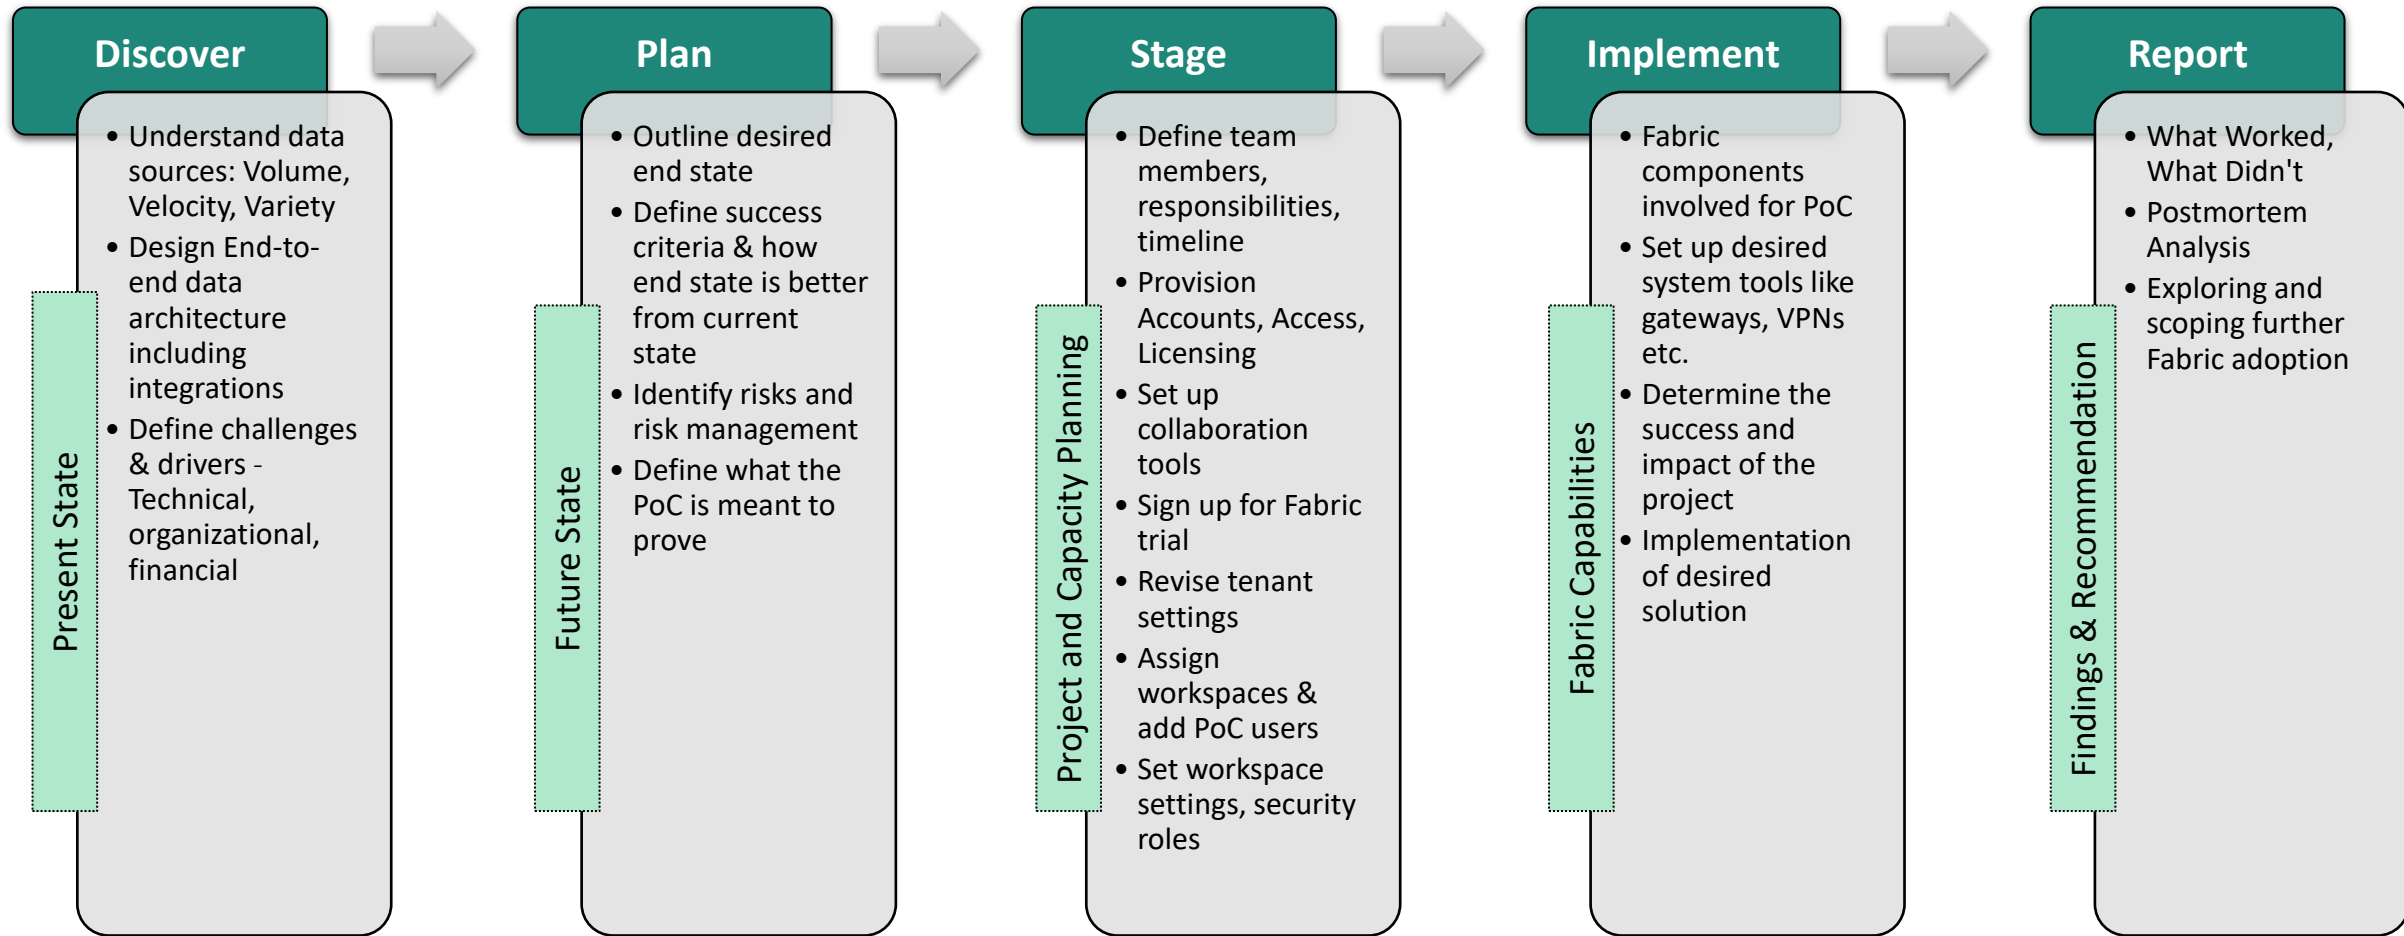 Discover
• Understand data
sources: Volume,
Velocity, Variety
• Design End-to-
end data
architecture
including
integrations
• Define challenges
& drivers -
Technical,
organizational,
financial
Present State
Plan
• Outline desired
end state
• Define success
criteria & how
end state is better
from current
state
• Identify risks and
risk management
• Define what the
PoC is meant to
prove
Future State
Stage
• Define team
members,
responsibilities,
timeline
• Provision
Accounts, Access,
Licensing
• Set up
collaboration
tools
• Sign up for Fabric
trial
• Revise tenant
settings
• Assign
workspaces &
add PoC users
• Set workspace
settings, security
roles
Project and Capacity Planning
Implement
• Fabric
components
involved for PoC
• Set up desired
system tools like
gateways, VPNs
etc.
• Determine the
success and
impact of the
project
• Implementation
of desired
solution
Fabric Capabilities
Report
• What Worked,
What Didn't
• Postmortem
Analysis
• Exploring and
scoping further
Fabric adoption
Findings & Recommendation